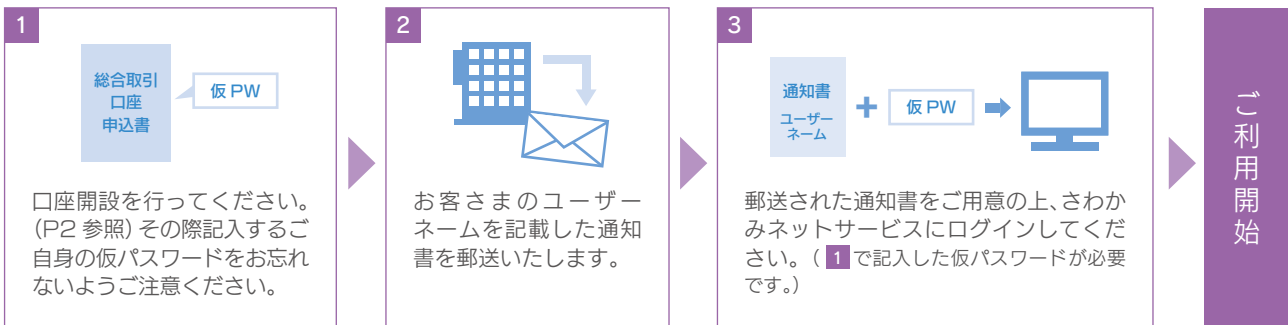 1
総合取引
口座
申込書
仮 PW
口座開設を行ってください。
(P2 参照) その際記入するご
自身の仮パスワードをお忘れ
ないようご注意ください。
2
お客さまのユーザー
ネームを記載した通知
書を郵送いたします。
3
通知書
ユーザー
ネーム
+
仮 PW
郵送された通知書をご用意の上、さわか
みネットサービスにログインしてくだ
さい。( 1 で記入した仮パスワードが必要
です。)
ご利用開始